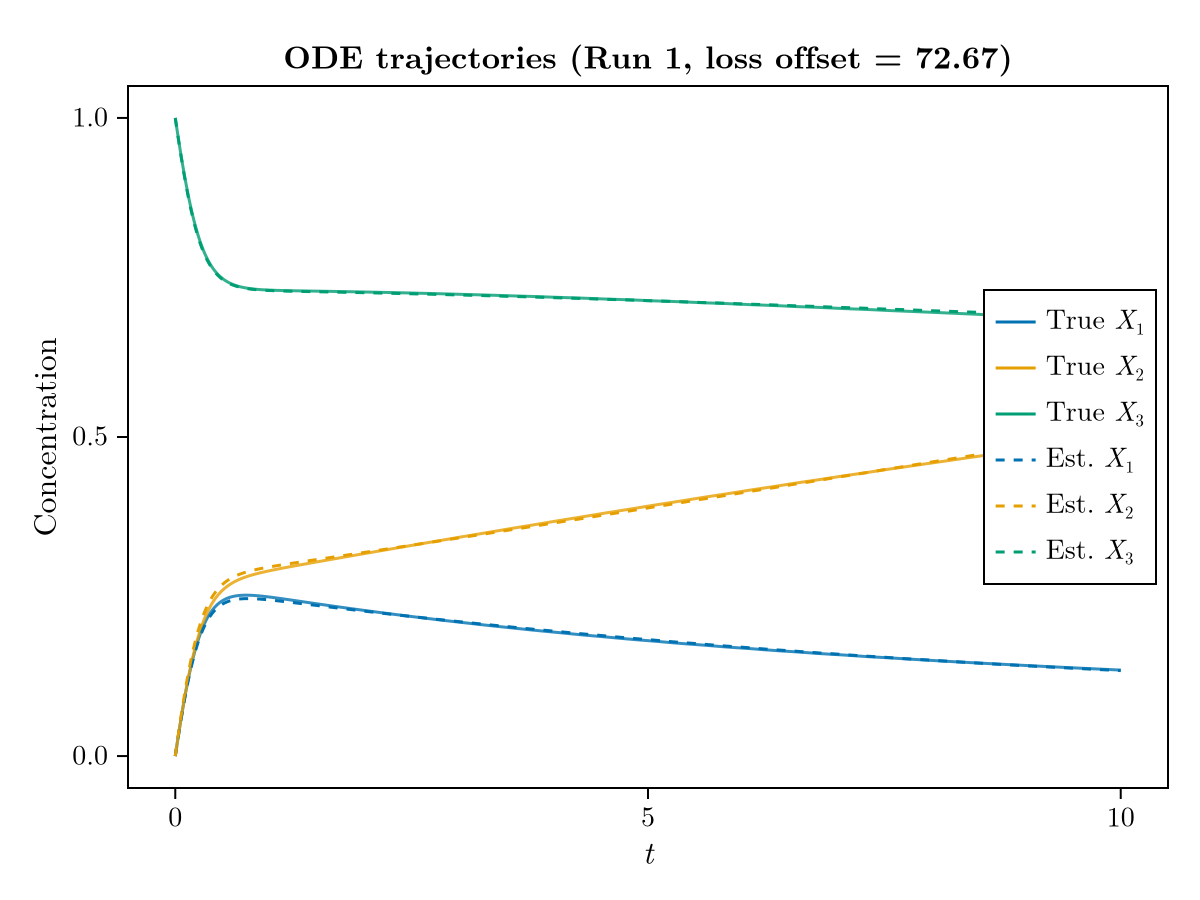 ODE trajectories (Run 1, loss offset = 72.67)
Concentration
1.0
0.5
0.0
0
5
10
t
True X₁
True X₂
True X₃
Est. X₁
Est. X₂
Est. X₃